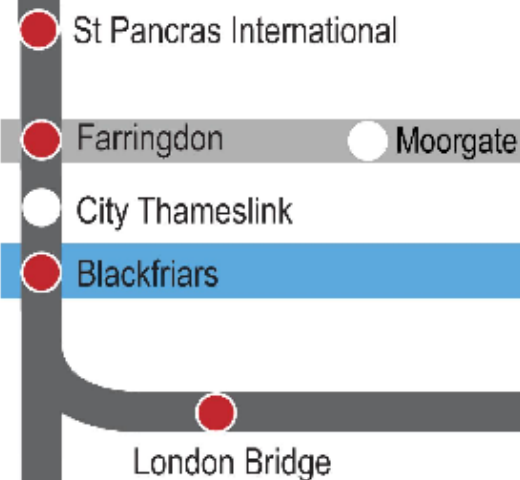 St Pancras International
Farringdon
Moorgate
City Thameslink
Blackfriars
London Bridge